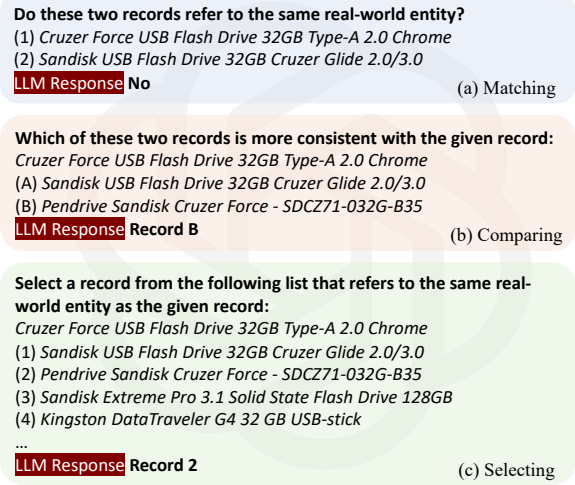 Do these two records refer to the same real-world entity?
(1) Cruzer Force USB Flash Drive 32GB Type-A 2.0 Chrome
(2) Sandisk USB Flash Drive 32GB Cruzer Glide 2.0/3.0
LLM Response No
(a) Matching
Which of these two records is more consistent with the given record:
Cruzer Force USB Flash Drive 32GB Type-A 2.0 Chrome
(A) Sandisk USB Flash Drive 32GB Cruzer Glide 2.0/3.0
(B) Pendrive Sandisk Cruzer Force - SDCZ71-032G-B35
LLM Response Record B
(b) Comparing
Select a record from the following list that refers to the same real-
world entity as the given record:
Cruzer Force USB Flash Drive 32GB Type-A 2.0 Chrome
(1) Sandisk USB Flash Drive 32GB Cruzer Glide 2.0/3.0
(2) Pendrive Sandisk Cruzer Force - SDCZ71-032G-B35
(3) Sandisk Extreme Pro 3.1 Solid State Flash Drive 128GB
(4) Kingston DataTraveler G4 32 GB USB-stick
...
LLM Response Record 2
(c) Selecting